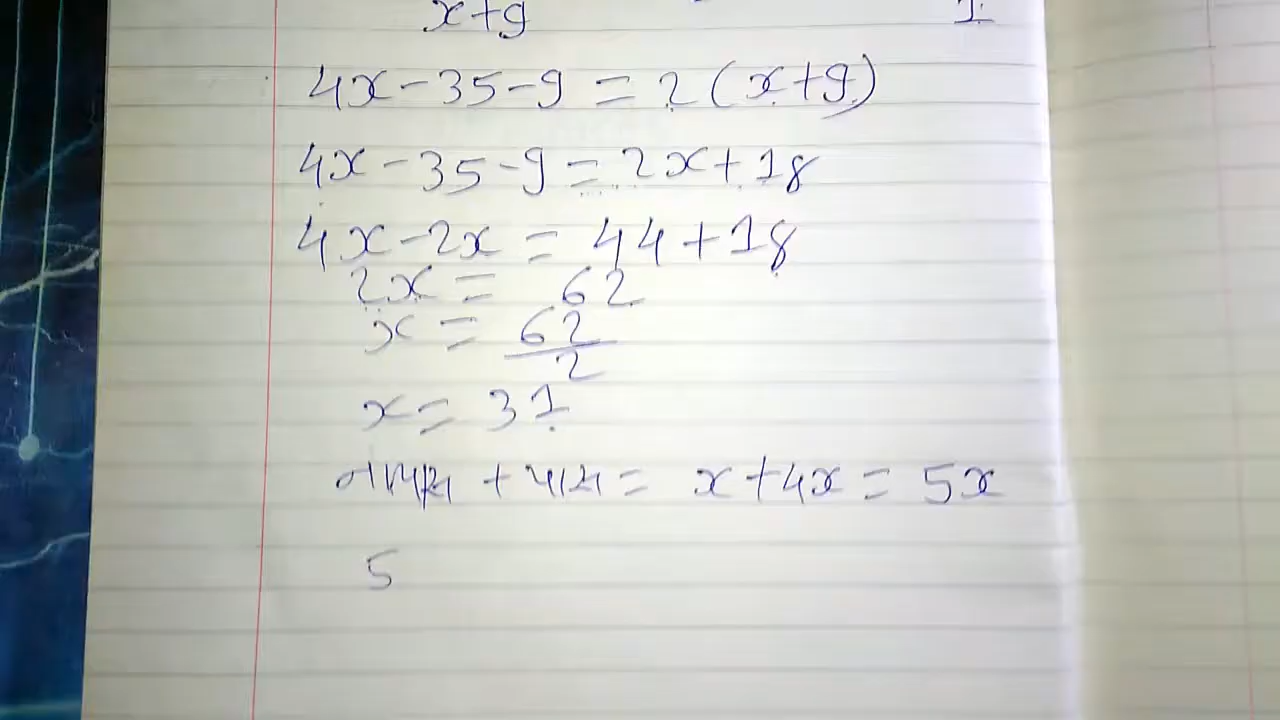 x+9 1
4x-35-9 = 2(x+9)
4x-35-9=2x+18
4x-2x = 44+18
2x = 62
x = 62
2
x = 31
+ = x+4x = 5x
5